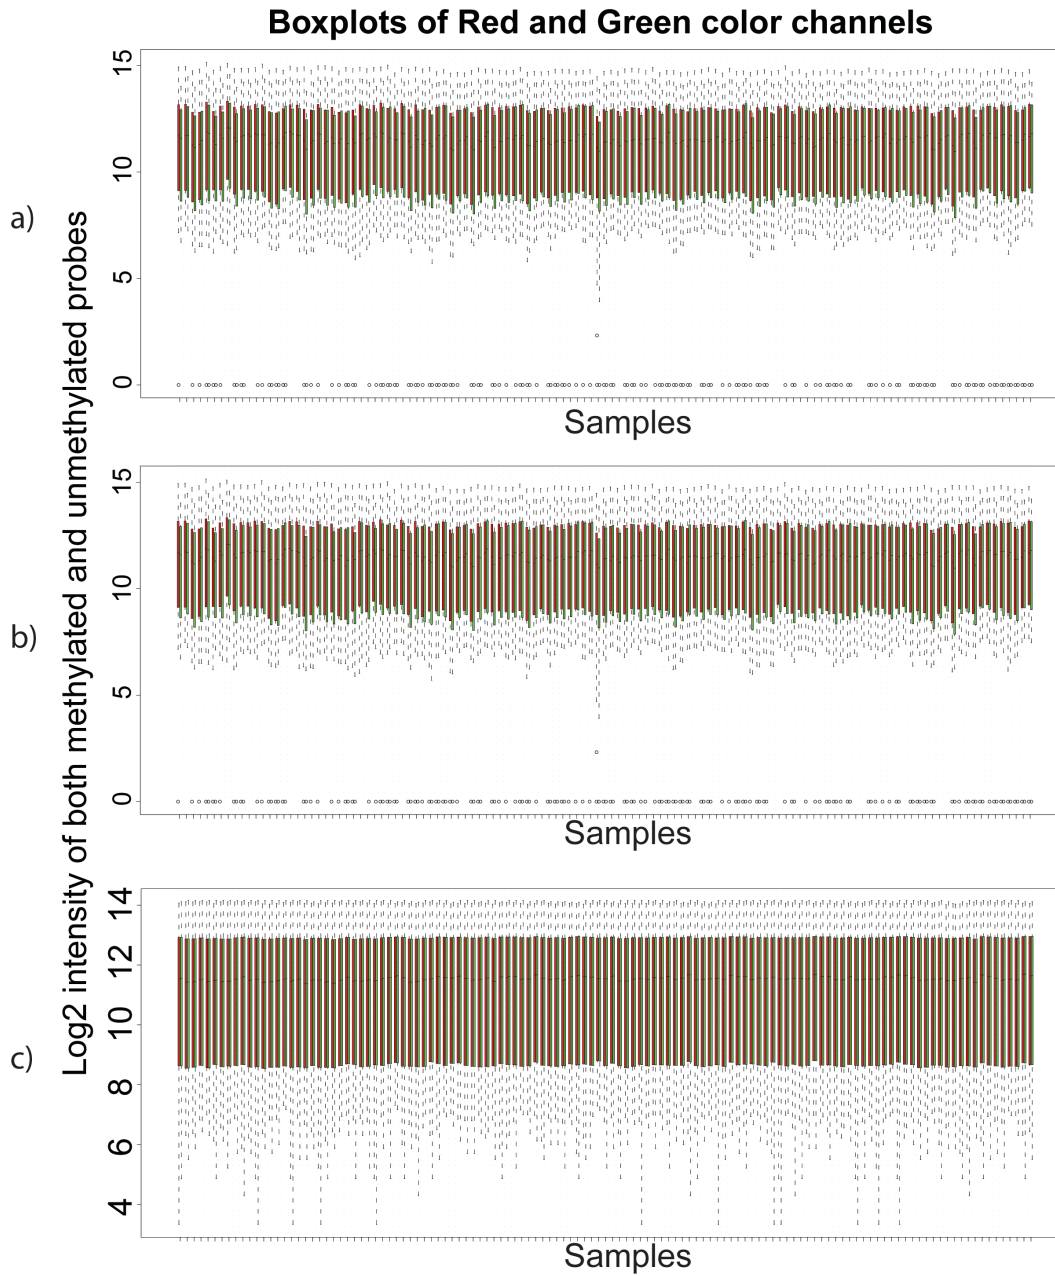 Boxplots of Red and Green color channels
Log2 intensity of both methylated and unmethylated probes
a)
15
10
5
0
Samples
b)
15
10
5
0
Samples
c)
14
12
10
8
6
4
Samples